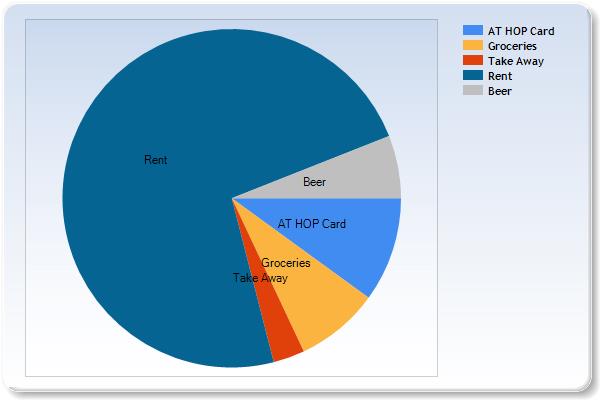 AT HOP Card
Groceries
Take Away
Rent
Beer
Rent
Beer
AT HOP Card
Groceries
Take Away